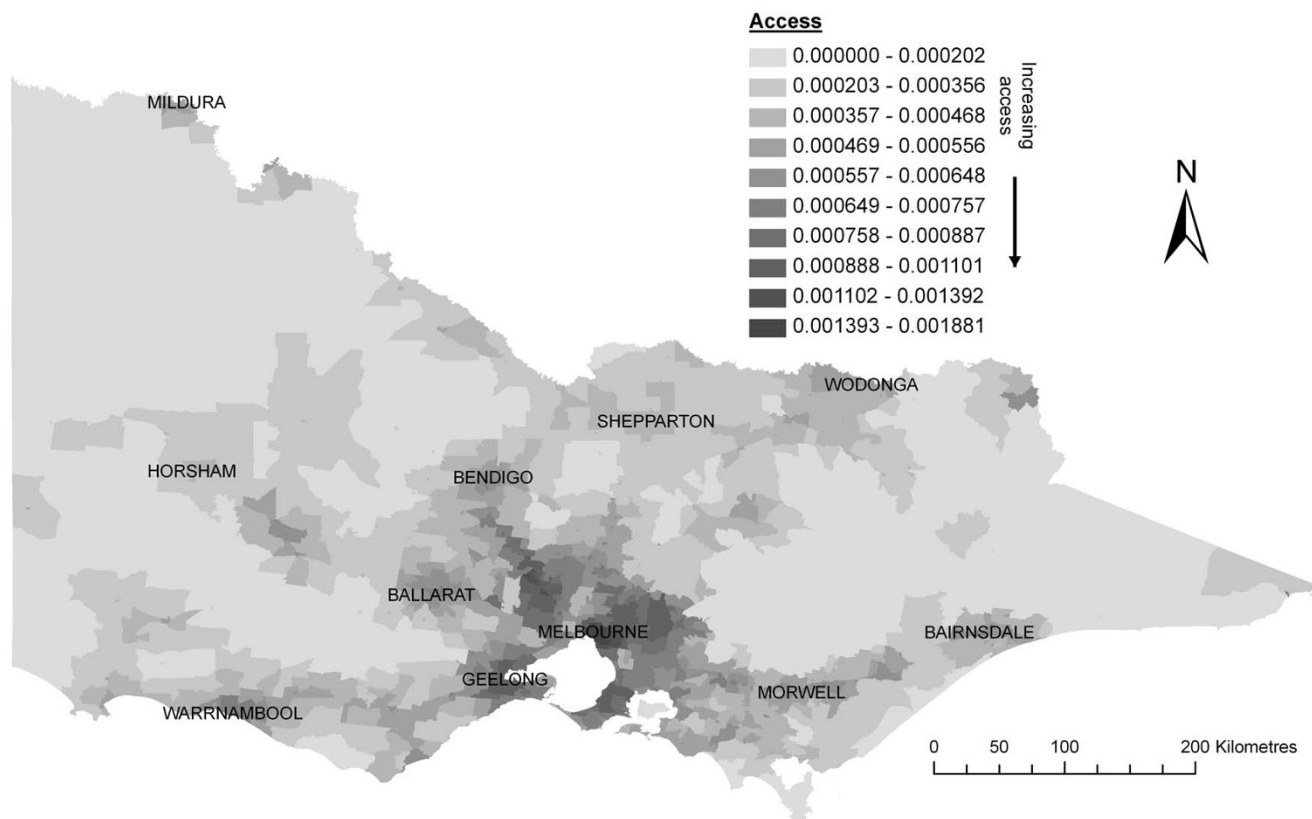 Access
0.000000 - 0.000202
0.000203 - 0.000356
0.000357 - 0.000468
0.000469 - 0.000556
0.000557 - 0.000648
0.000649 - 0.000757
0.000758 - 0.000887
0.000888 - 0.001101
0.001102 - 0.001392
0.001393 - 0.001881
Increasing
access
N
MILDURA
WODONGA
SHEPPARTON
HORSHAM
BENDIGO
BALLARAT
MELBOURNE
BAIRNSDALE
GEELONG
MORWELL
WARRNAMBOOL
0 50 100 200 Kilometres